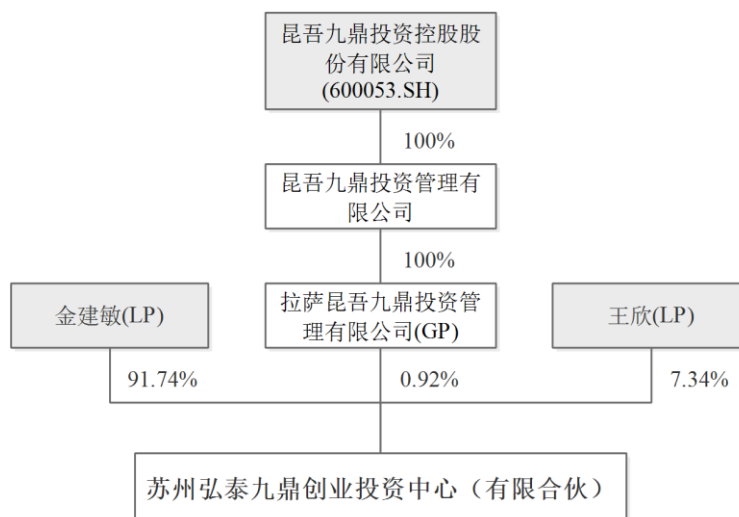 昆吾九鼎投资控股股
份有限公司
(600053.SH)
100%
昆吾九鼎投资管理有
限公司
100%
金建敏(LP)
拉萨昆吾九鼎投资管
理有限公司(GP)
王欣(LP)
91.74%
0.92%
7.34%
苏州弘泰九鼎创业投资中心（有限合伙）